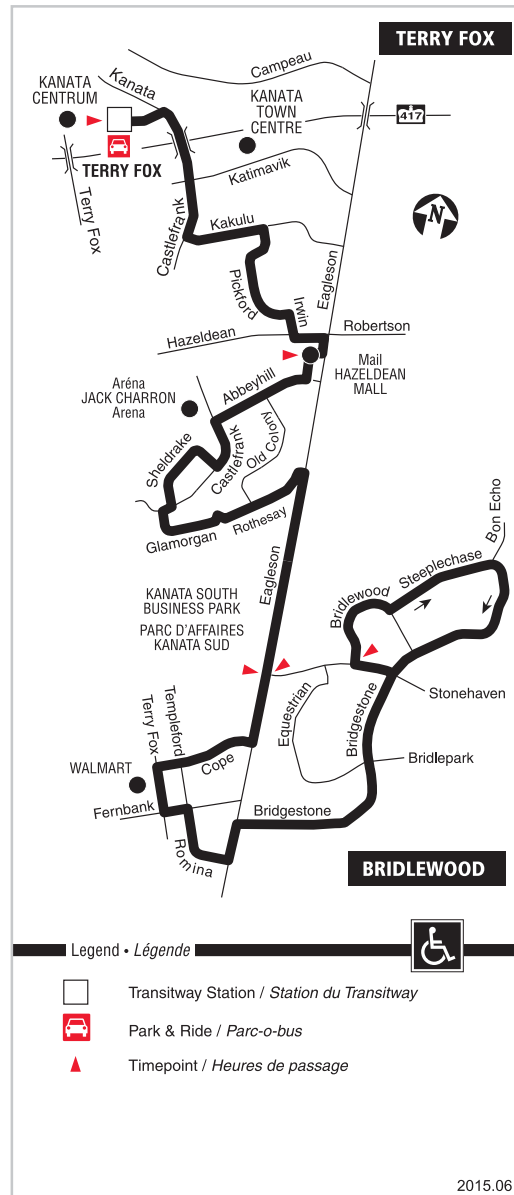 TERRY FOX
Campeau
Kanata
KANATA
CENTRUM
KANATA
TOWN
CENTRE
417
TERRY FOX
Katimavik
Terry Fox
Castlefrank
Kakulu
N
Pickford
Irwin
Eagleson
Hazeldean
Robertson
Mail
HAZELDEAN
MALL
Abbeyhill
Aréna
JACK CHARRON
Arena
Sheldrake
Castlefrank
Old Colony
Glamorgan
Rothesay
Eagleson
Bon Echo
Steeplechase
Bridlewood
KANATA SOUTH
BUSINESS PARK
PARC D'AFFAIRES
KANATA SUD
Stonehaven
Equestrian
Bridgestone
Terry Fox
Templeford
Cope
Bridlepark
WALMART
Fernbank
Bridgestone
Romina
BRIDLEWOOD
Legend • Légende
Transitway Station / Station du Transitway
Park & Ride / Parc-o-bus
Timepoint / Heures de passage
2015.06